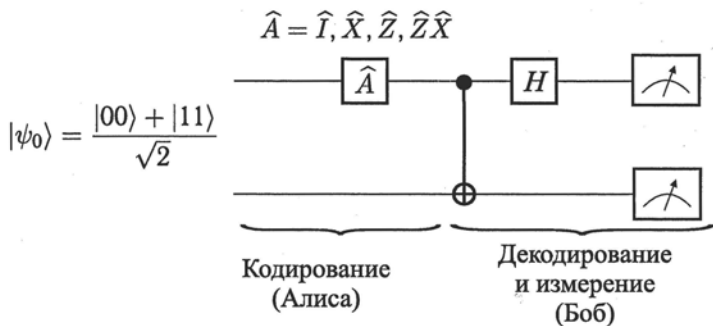 Â = Î, X̂, Ẑ, ẐX̂
Â
H
|ψ₀⟩ = |00⟩ + |11⟩ / √2
Кодирование
(Алиса)
Декодирование
и измерение
(Боб)